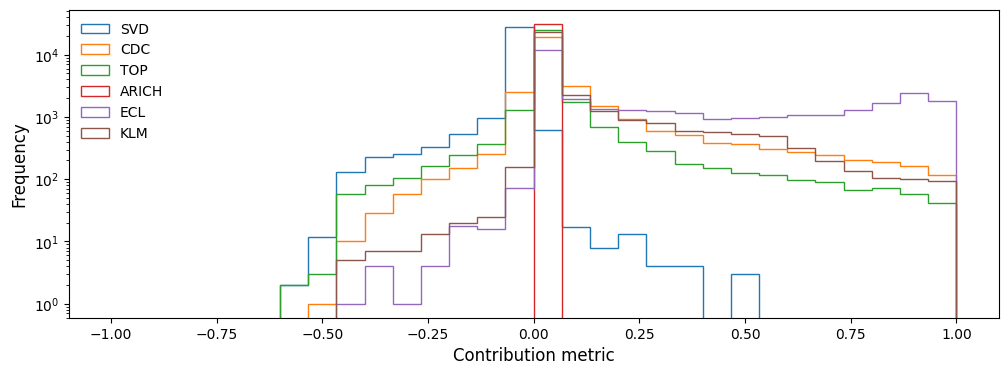 SVD
CDC
TOP
ARICH
ECL
KLM
Frequency
10⁴
10³
10²
10¹
10⁰
−1.00 −0.75 −0.50 −0.25 0.00 0.25 0.50 0.75 1.00
Contribution metric